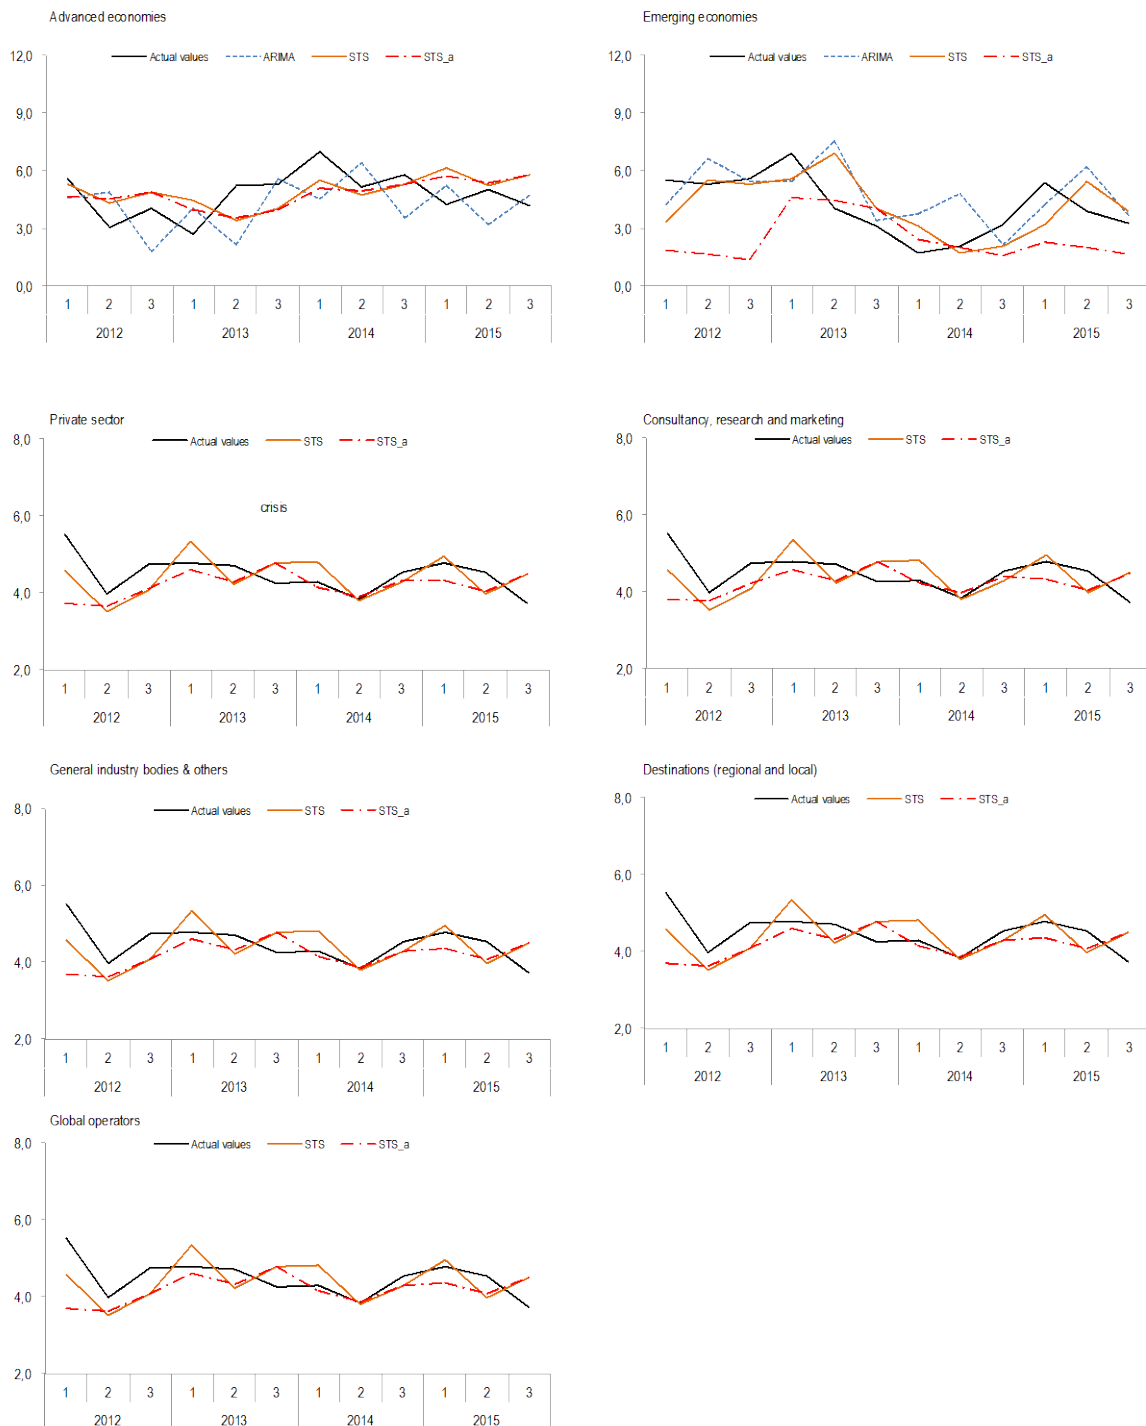 Advanced economies
Actual values ARIMA STS STS_a
12,0
9,0
6,0
3,0
0,0
1 2 3 1 2 3 1 2 3 1 2 3
2012 2013 2014 2015
Emerging economies
Actual values ARIMA STS STS_a
12,0
9,0
6,0
3,0
0,0
1 2 3 1 2 3 1 2 3 1 2 3
2012 2013 2014 2015
Private sector
Actual values STS STS_a
8,0
crisis
6,0
4,0
2,0
1 2 3 1 2 3 1 2 3 1 2 3
2012 2013 2014 2015
Consultancy, research and marketing
Actual values STS STS_a
8,0
6,0
4,0
2,0
1 2 3 1 2 3 1 2 3 1 2 3
2012 2013 2014 2015
General industry bodies & others
Actual values STS STS_a
8,0
6,0
4,0
2,0
1 2 3 1 2 3 1 2 3 1 2 3
2012 2013 2014 2015
Destinations (regional and local)
Actual values STS STS_a
8,0
6,0
4,0
2,0
1 2 3 1 2 3 1 2 3 1 2 3
2012 2013 2014 2015
Global operators
Actual values STS STS_a
8,0
6,0
4,0
2,0
1 2 3 1 2 3 1 2 3 1 2 3
2012 2013 2014 2015